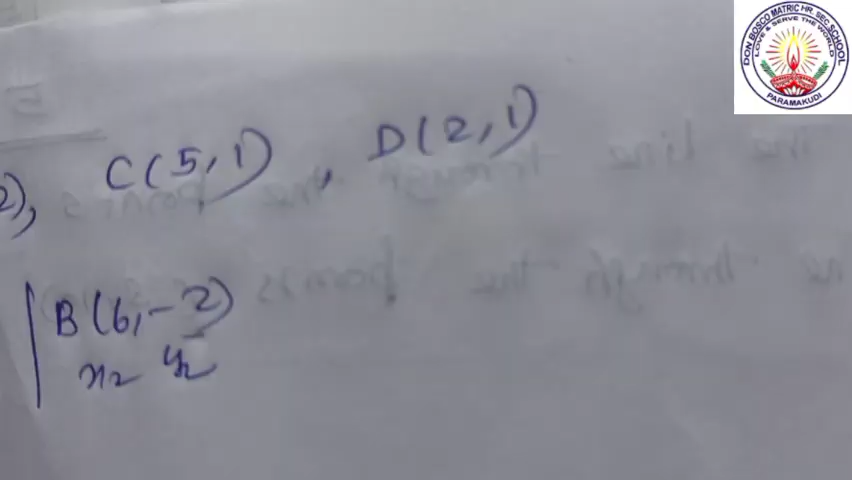 DON BOSCO MATRIC HR. SEC SCHOOL
LOVE & SERVE THE WORLD
PARAMAKUDI
2), C(5,1), D(2,1)
B(6,-2)
x₂ y₂